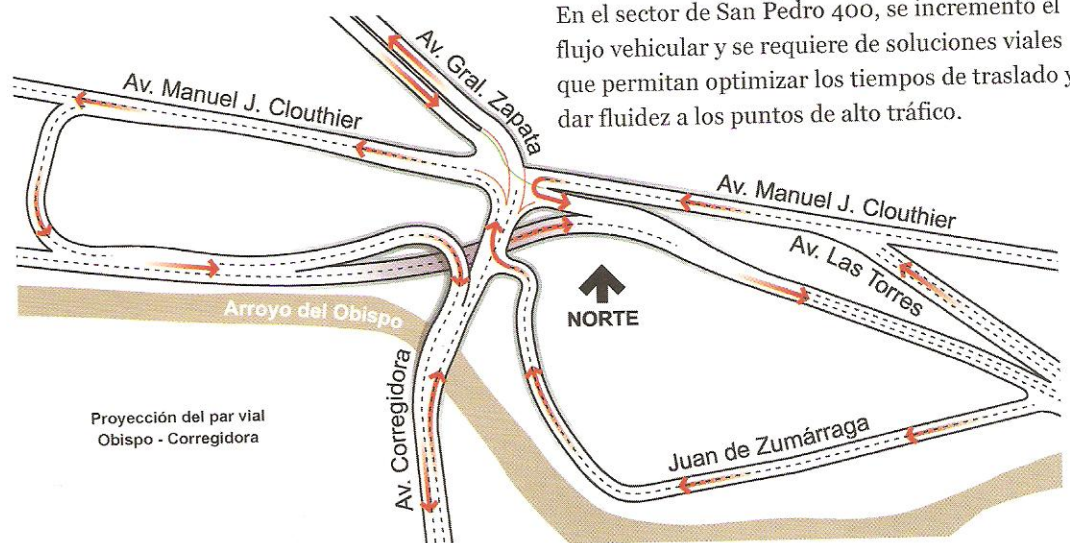 En el sector de San Pedro 400, se incrementó el
flujo vehicular y se requiere de soluciones viales
que permitan optimizar los tiempos de traslado y
dar fluidez a los puntos de alto tráfico.
Av. Gral. Zapata
Av. Manuel J. Clouthier
Av. Manuel J. Clouthier
Av. Las Torres
NORTE
Arroyo del Obispo
Av. Corregidora
Proyección del par vial
Obispo - Corregidora
Juan de Zumárraga